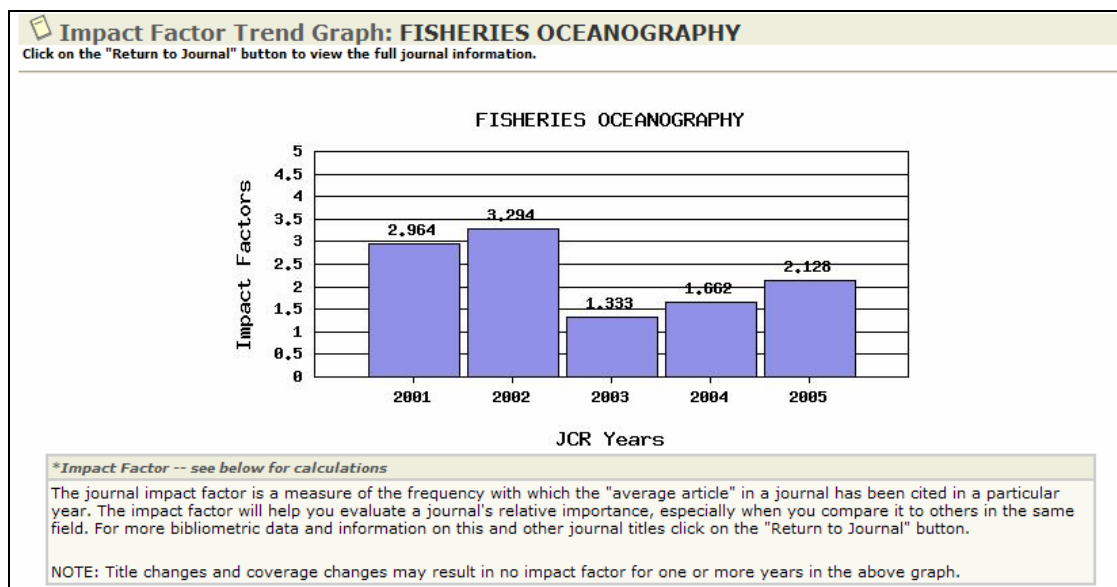 Impact Factor Trend Graph: FISHERIES OCEANOGRAPHY
Click on the "Return to Journal" button to view the full journal information.
FISHERIES OCEANOGRAPHY
Impact Factors
5
4.5
4
3.5
3
2.5
2
1.5
1
0.5
0
2.964
3.294
1.333
1.662
2.128
2001 2002 2003 2004 2005
JCR Years
*Impact Factor -- see below for calculations
The journal impact factor is a measure of the frequency with which the "average article" in a journal has been cited in a particular
year. The impact factor will help you evaluate a journal's relative importance, especially when you compare it to others in the same
field. For more bibliometric data and information on this and other journal titles click on the "Return to Journal" button.
NOTE: Title changes and coverage changes may result in no impact factor for one or more years in the above graph.